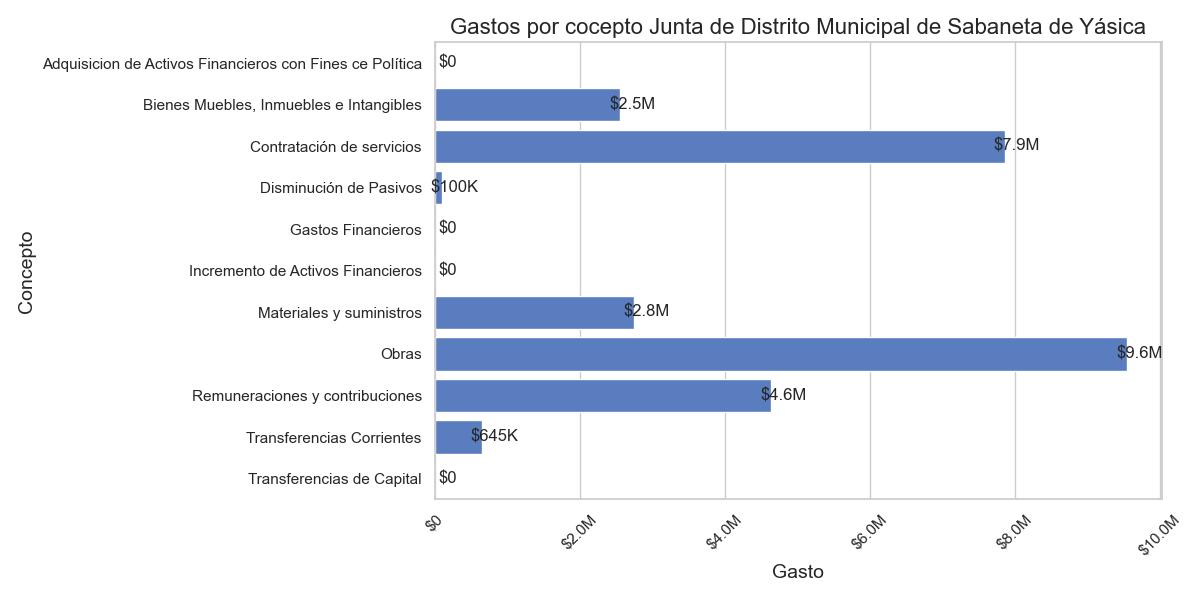 Gastos por cocepto Junta de Distrito Municipal de Sabaneta de Yásica
Adquisicion de Activos Financieros con Fines ce Política
$0
Bienes Muebles, Inmuebles e Intangibles
$2.5M
Contratación de servicios
$7.9M
Disminución de Pasivos
$100K
Gastos Financieros
$0
Incremento de Activos Financieros
$0
Materiales y suministros
$2.8M
Obras
$9.6M
Remuneraciones y contribuciones
$4.6M
Transferencias Corrientes
$645K
Transferencias de Capital
$0
Concepto
$0
$2.0M
$4.0M
$6.0M
$8.0M
$10.0M
Gasto